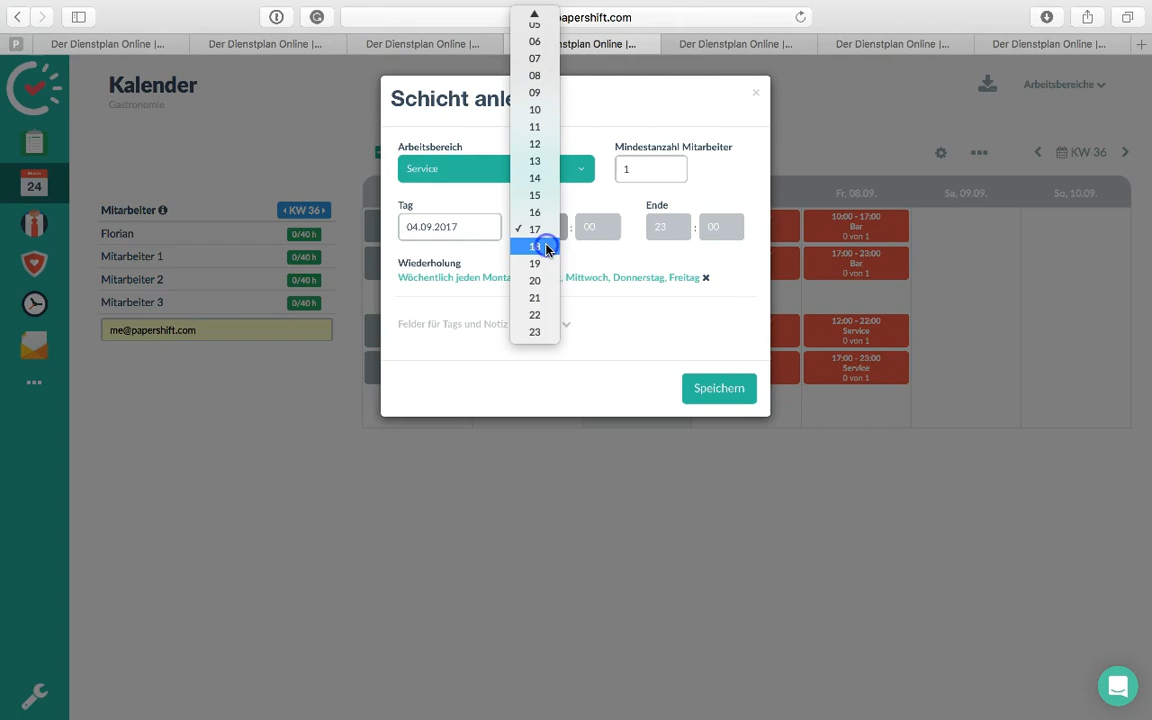 papershift.com
P
Der Dienstplan Online |...
Der Dienstplan Online |...
Der Dienstplan Online |...
nstplan Online |...
Der Dienstplan Online |...
Der Dienstplan Online |...
Der Dienstplan Online |...
Kalender
Gastronomie
Arbeitsbereiche
24
KW 36
Mitarbeiter
KW 36
Florian 0/40 h
Mitarbeiter 1 0/40 h
Mitarbeiter 2 0/40 h
Mitarbeiter 3 0/40 h
me@papershift.com
Schicht anle
×
Arbeitsbereich
Service
Mindestanzahl Mitarbeiter
1
Tag
04.09.2017
: 00
Ende
23 : 00
Wiederholung
Wöchentlich jeden Monta , Mittwoch, Donnerstag, Freitag
Felder für Tags und Notiz
Speichern
05
06
07
08
09
10
11
12
13
14
15
16
✓ 17
18
19
20
21
22
23
Fr, 08.09.
Sa, 09.09.
So, 10.09.
10:00 - 17:00
Bar
0 von 1
17:00 - 23:00
Bar
0 von 1
12:00 - 22:00
Service
0 von 1
17:00 - 23:00
Service
0 von 1